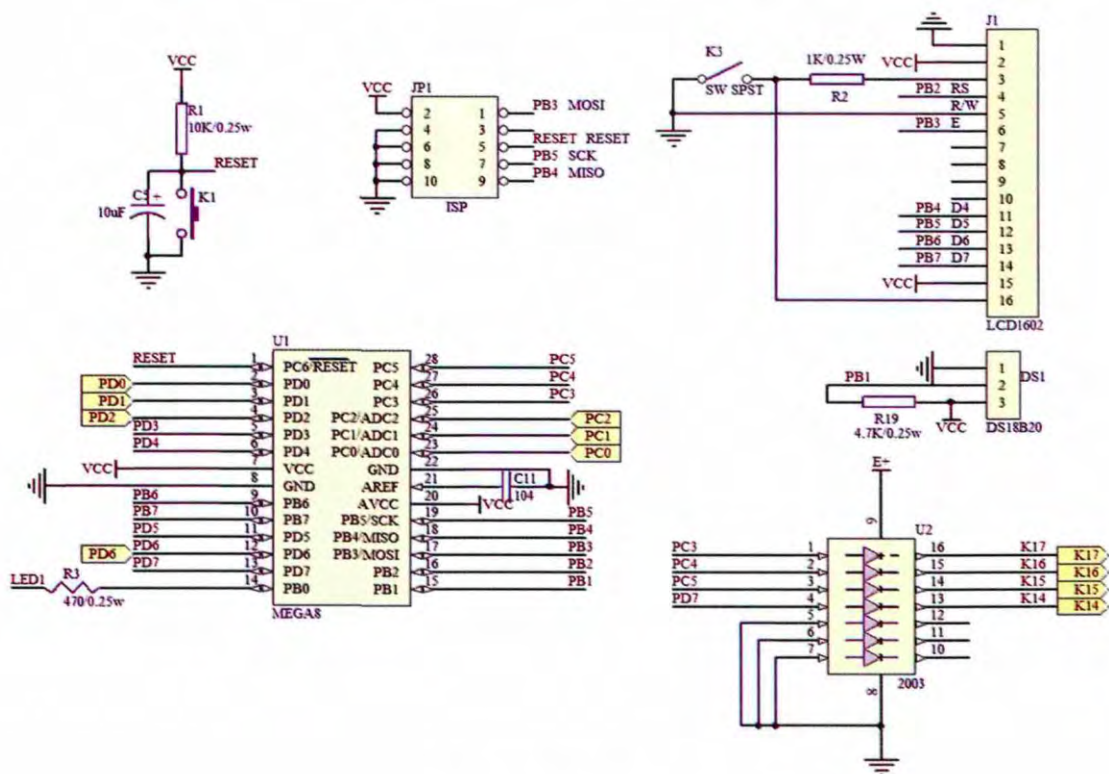 VCC
R1
10K/0.25w
RESET
C5 +
10uF
K1
VCC
JP1
2 1
4 3
6 5
8 7
10 9
PB3 MOSI
RESET RESET
PB5 SCK
PB4 MISO
ISP
K3
SW SPST
1K/0.25W
R2
J1
VCC
PB2 RS
R/W
PB3 E
PB4 D4
PB5 D5
PB6 D6
PB7 D7
VCC
1
2
3
4
5
6
7
8
9
10
11
12
13
14
15
16
LCD1602
U1
RESET 1 PC6/RESET PC5 28 PC5
PD0 2 PD0 PC4 27 PC4
PD1 3 PD1 PC3 26 PC3
PD2 4 PD2 PC2/ADC2 25 PC2
PD3 5 PD3 PC1/ADC1 24 PC1
PD4 6 PD4 PC0/ADC0 23 PC0
VCC 7 VCC GND 22
8 GND AREF 21
PB6 9 PB6 AVCC 20 VCC
PB7 10 PB7 PB5/SCK 19 PB5
PD5 11 PD5 PB4/MISO 18 PB4
PD6 12 PD6 PB3/MOSI 17 PB3
PD7 13 PD7 PB2 16 PB2
LED1 R3 14 PB0 PB1 15 PB1
470/0.25w
MEGA8
C11
104
PB1
R19
4.7K/0.25w
VCC
1
2
3
DS1
DS18B20
E+
9
U2
PC3 1 16 K17 K17
PC4 2 15 K16 K16
PC5 3 14 K15 K15
PD7 4 13 K14 K14
5 12
6 11
7 10
8
2003